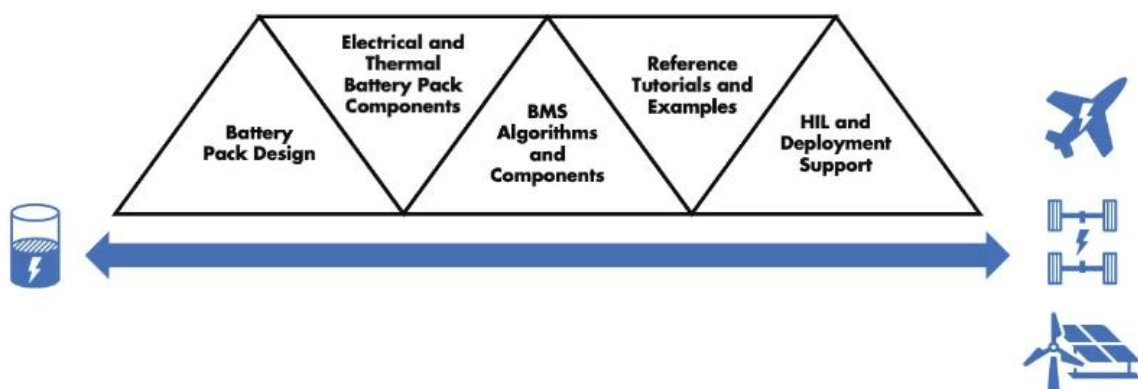 Battery
Pack Design
Electrical and
Thermal
Battery Pack
Components
BMS
Algorithms
and
Components
Reference
Tutorials and
Examples
HIL and
Deployment
Support